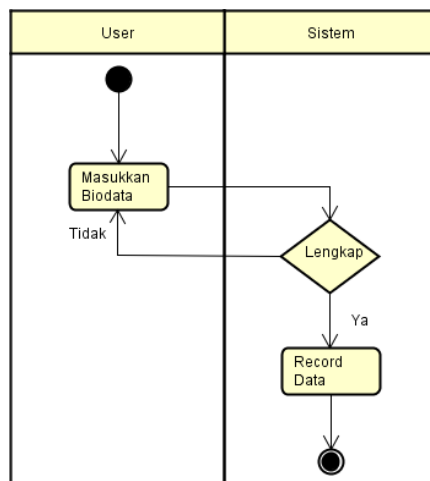 User
Sistem
Masukkan
Biodata
Tidak
Lengkap
Ya
Record
Data